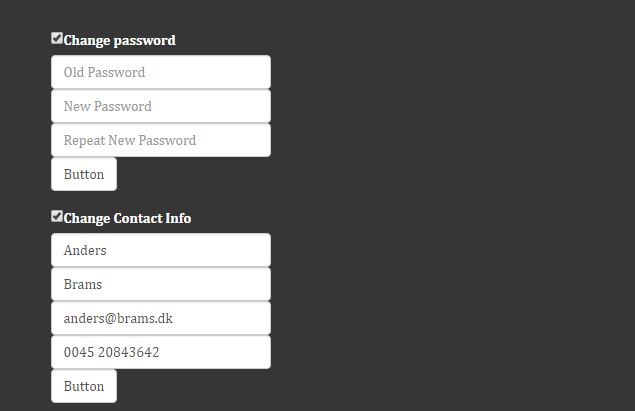 Change password
Old Password
New Password
Repeat New Password
Button
Change Contact Info
Anders
Brams
anders@brams.dk
0045 20843642
Button